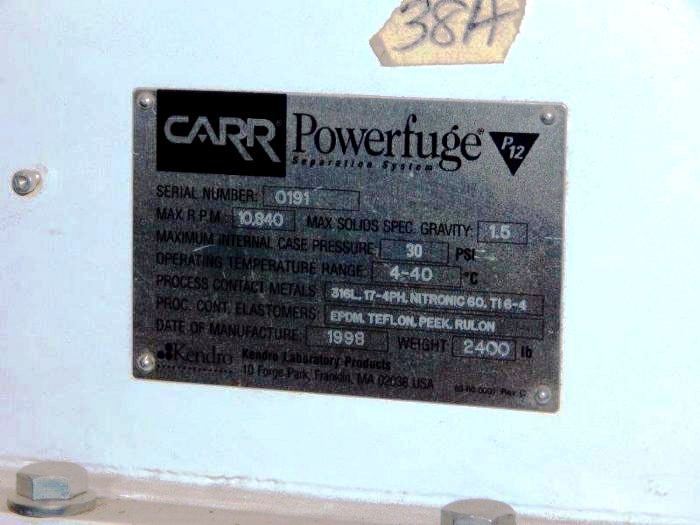 38A
CARR Powerfuge® P12
Separation System
SERIAL NUMBER: 0191
MAX. R.P.M. 10,840 MAX SOLIDS SPEC. GRAVITY: 1.5
MAXIMUM INTERNAL CASE PRESSURE: 30 PSI
OPERATING TEMPERATURE RANGE: 4-40 °C
PROCESS CONTACT METALS: 316L, 17-4PH, NITRONIC 60, TI 6-4
PROC. CONT. ELASTOMERS: EPDM, TEFLON, PEEK, RULON
DATE OF MANUFACTURE: 1998 WEIGHT: 2400 lb
Kendro Kendro Laboratory Products
10 Forge Park, Franklin, MA 02038 USA